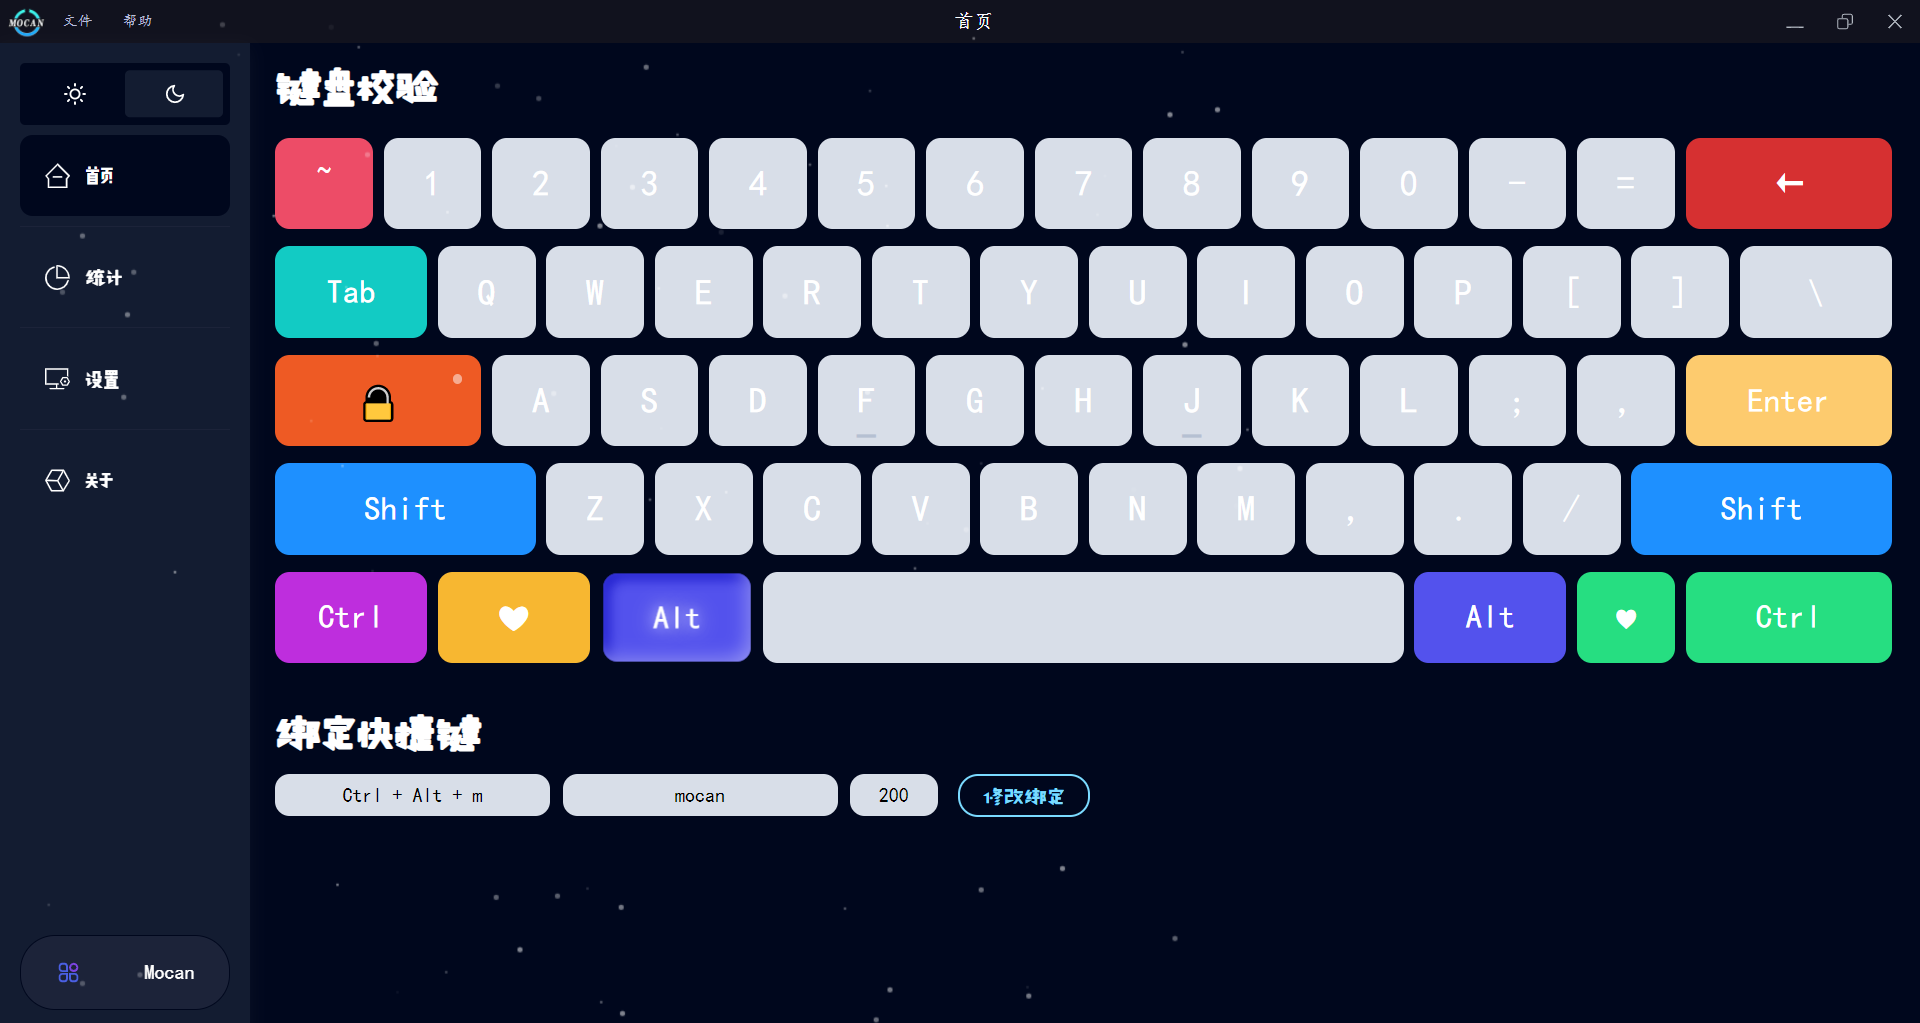 MOCAN 文件 帮助 首页
首页
统计
设置
关于
Mocan
键盘校验
~ 1 2 3 4 5 6 7 8 9 0 - = ←
Tab Q W E R T Y U I O P [ ] \
A S D F G H J K L ; , Enter
Shift Z X C V B N M , . / Shift
Ctrl Alt Alt Ctrl
绑定快捷键
Ctrl + Alt + m mocan 200 修改绑定